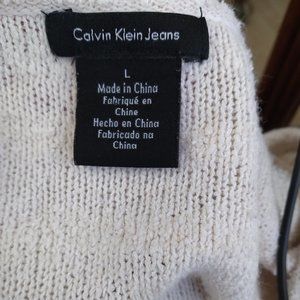 Calvin Klein Jeans
L
Made in China
Fabriqué en
Chine
Hecho en China
Fabricado na
China